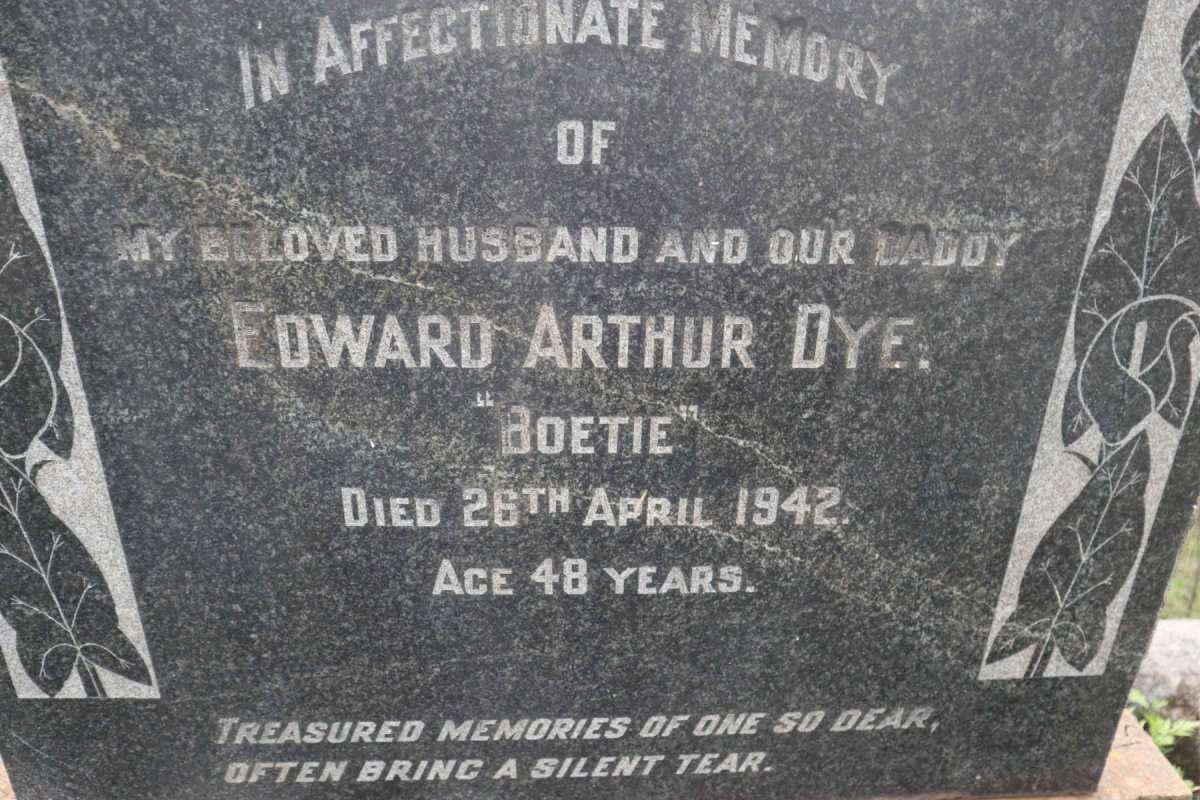 IN AFFECTIONATE MEMORY
OF
MY BELOVED HUSBAND AND OUR DADDY
EDWARD ARTHUR DYE.
"BOETIE"
DIED 26TH APRIL 1942.
AGE 48 YEARS.
TREASURED MEMORIES OF ONE SO DEAR,
OFTEN BRING A SILENT TEAR.